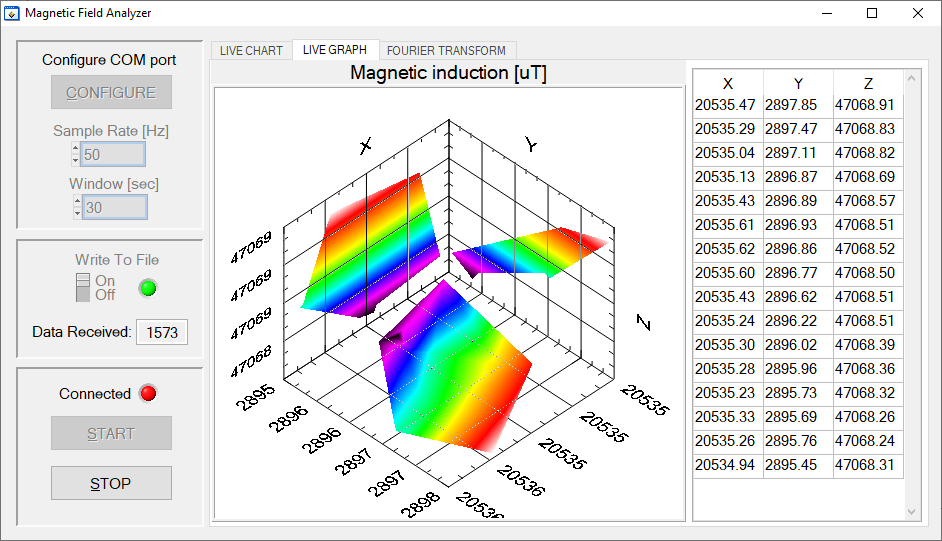 Magnetic Field Analyzer
Configure COM port
CONFIGURE
Sample Rate [Hz]
50
Window [sec]
30
Write To File
On
Off
Data Received: 1573
Connected
START
STOP
LIVE CHART LIVE GRAPH FOURIER TRANSFORM
Magnetic induction [uT]
X
Y
Z
47069
47069
47069
47068
2895
2896
2896
2897
2897
2898
20535
20535
20535
20536
20536
X Y Z
20535.47 2897.85 47068.91
20535.29 2897.47 47068.83
20535.04 2897.11 47068.82
20535.13 2896.87 47068.69
20535.43 2896.89 47068.57
20535.61 2896.93 47068.51
20535.62 2896.86 47068.52
20535.60 2896.77 47068.50
20535.43 2896.62 47068.51
20535.24 2896.22 47068.51
20535.30 2896.02 47068.39
20535.28 2895.96 47068.36
20535.23 2895.73 47068.32
20535.33 2895.69 47068.26
20535.26 2895.76 47068.24
20534.94 2895.45 47068.31